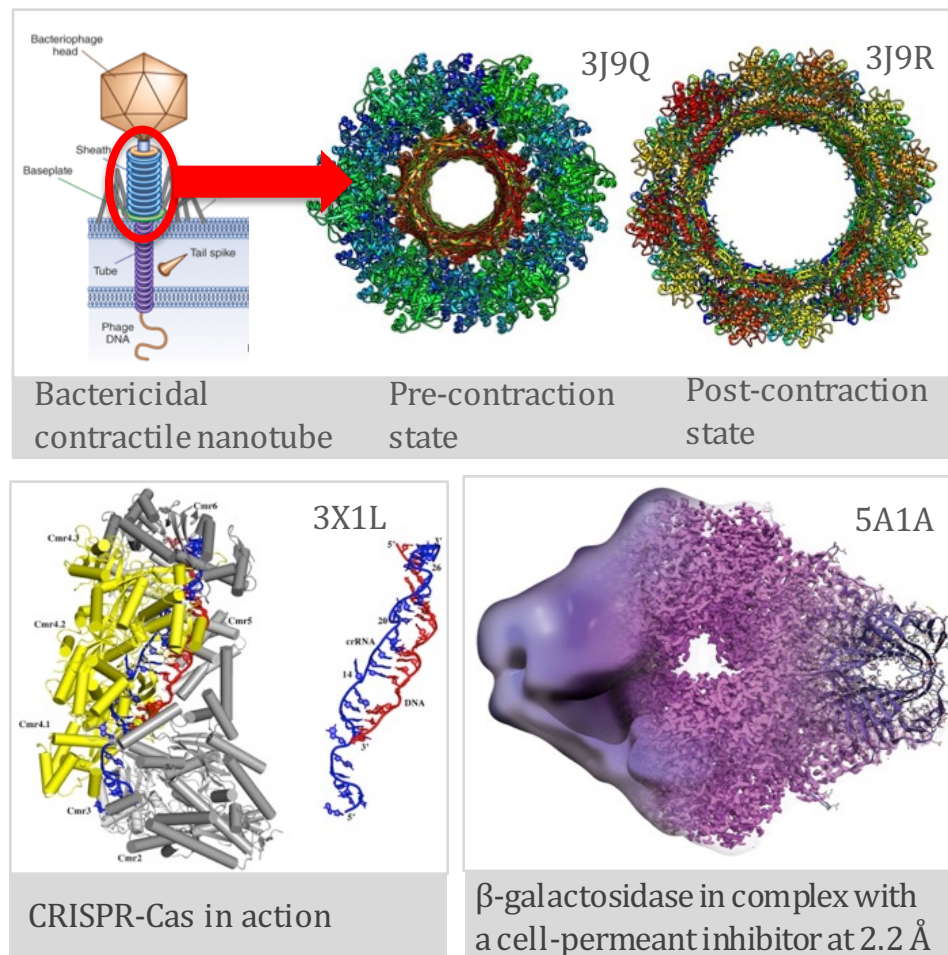 Bacteriophage
head
3J9Q
3J9R
Sheath
Baseplate
Tail spike
Tube
Phage
DNA
Bactericidal
contractile nanotube
Pre-contraction
state
Post-contraction
state
3X1L
Cmr6
Cmr4.3
Cmr4.2
Cmr5
Cmr4.1
Cmr3
Cmr2
5'
3'
26
20
crRNA
14
DNA
3'
5'
5A1A
CRISPR-Cas in action
β-galactosidase in complex with
a cell-permeant inhibitor at 2.2 Å